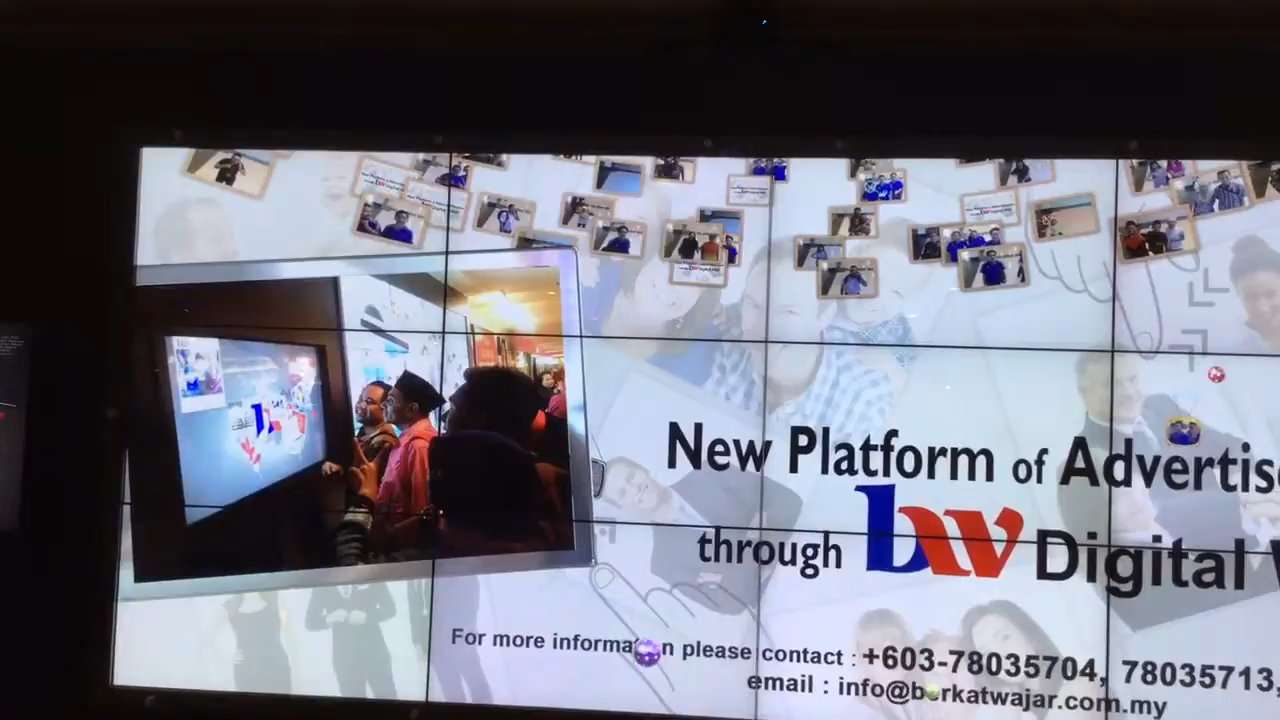 New Platform of Advertis
through bw Digital
For more informa n please contact : +603-78035704, 78035713.
email : info@b rkatwajar.com.my